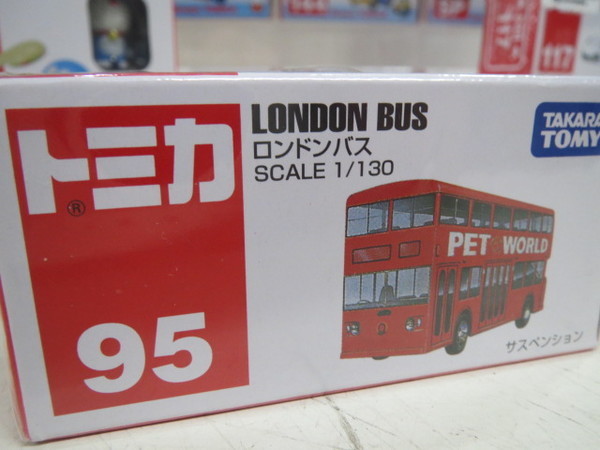 トミカ
®
95
LONDON BUS
ロンドンバス
SCALE 1/130
TAKARA
TOMY
PET WORLD
サスペンション
117